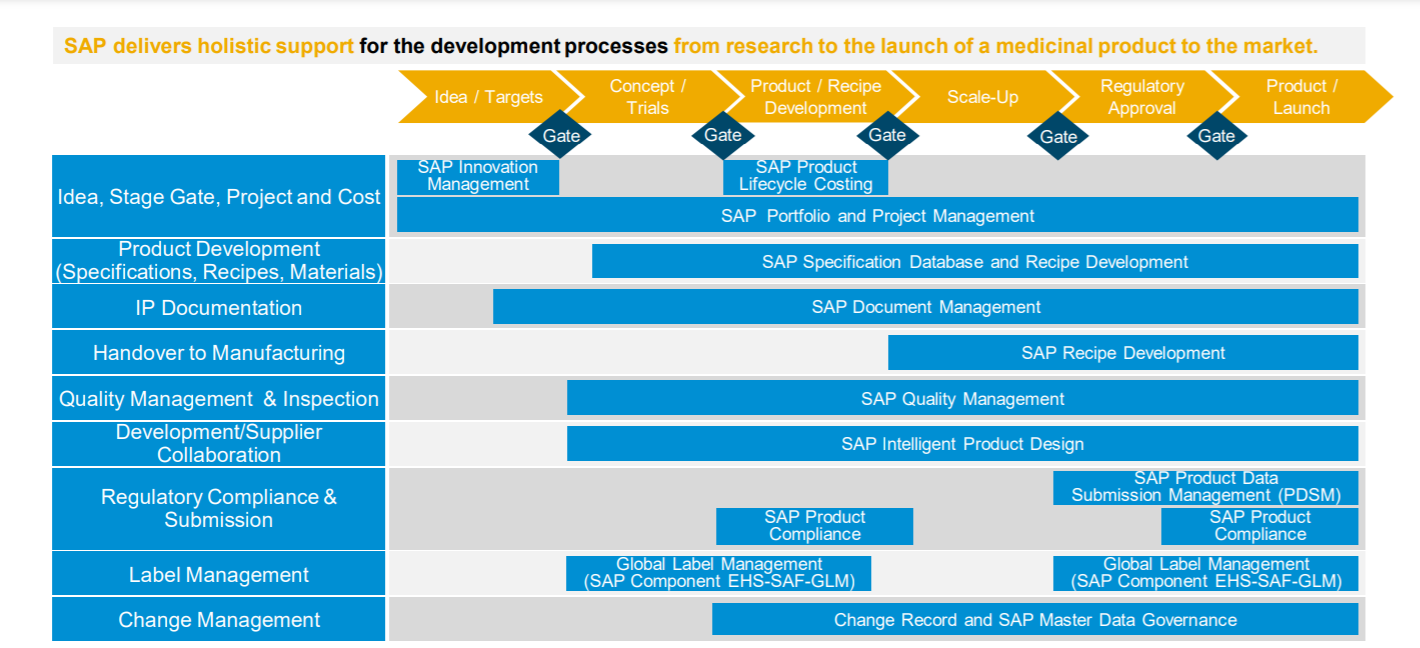 SAP delivers holistic support for the development processes from research to the launch of a medicinal product to the market.
Idea / Targets
Concept /
Trials
Product / Recipe
Development
Scale-Up
Regulatory
Approval
Product /
Launch
Gate
Gate
Gate
Gate
Gate
Idea, Stage Gate, Project and Cost
SAP Innovation
Management
SAP Product
Lifecycle Costing
SAP Portfolio and Project Management
Product Development
(Specifications, Recipes, Materials)
SAP Specification Database and Recipe Development
IP Documentation
SAP Document Management
Handover to Manufacturing
SAP Recipe Development
Quality Management & Inspection
SAP Quality Management
Development/Supplier
Collaboration
SAP Intelligent Product Design
Regulatory Compliance &
Submission
SAP Product Data
Submission Management (PDSM)
SAP Product
Compliance
SAP Product
Compliance
Label Management
Global Label Management
(SAP Component EHS-SAF-GLM)
Global Label Management
(SAP Component EHS-SAF-GLM)
Change Management
Change Record and SAP Master Data Governance